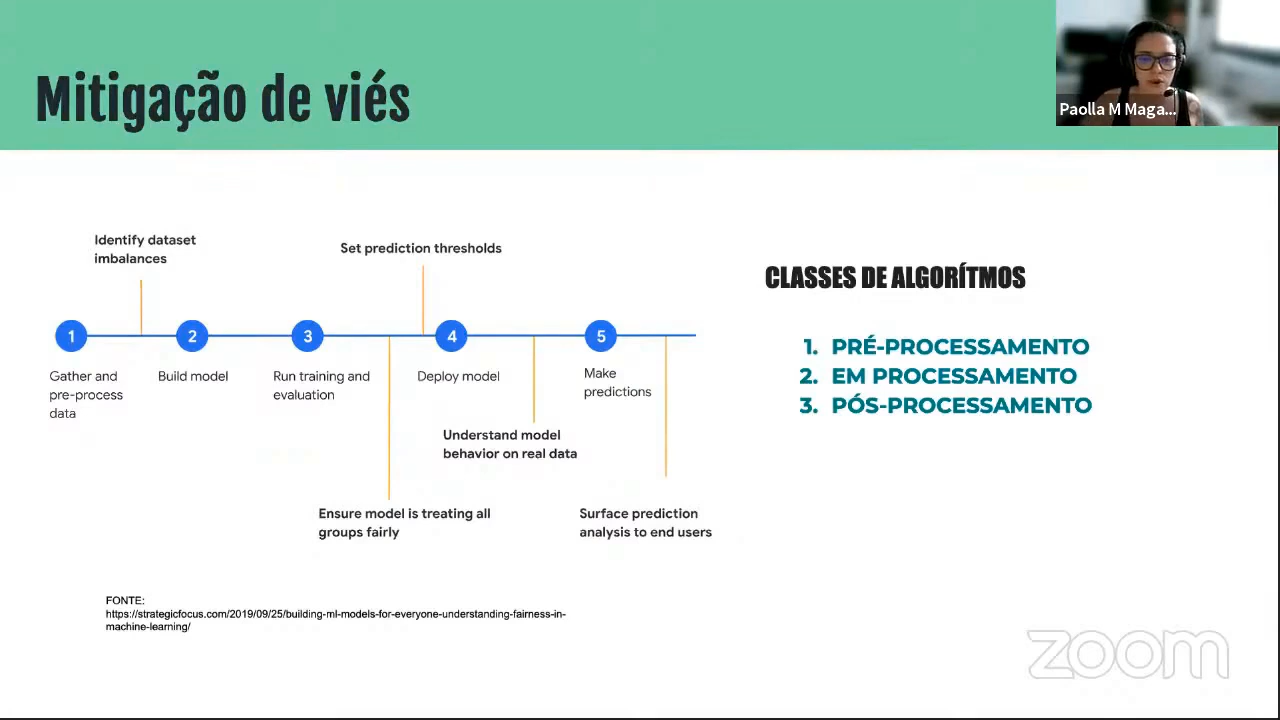 Mitigação de viés
Paolla M Maga...
Identify dataset
imbalances
Set prediction thresholds
1
2
3
4
5
Gather and
pre-process
data
Build model
Run training and
evaluation
Deploy model
Make
predictions
Understand model
behavior on real data
Ensure model is treating all
groups fairly
Surface prediction
analysis to end users
CLASSES DE ALGORÍTMOS
1. PRÉ-PROCESSAMENTO
2. EM PROCESSAMENTO
3. PÓS-PROCESSAMENTO
FONTE:
https://strategicfocus.com/2019/09/25/building-ml-models-for-everyone-understanding-fairness-in-
machine-learning/
zoom